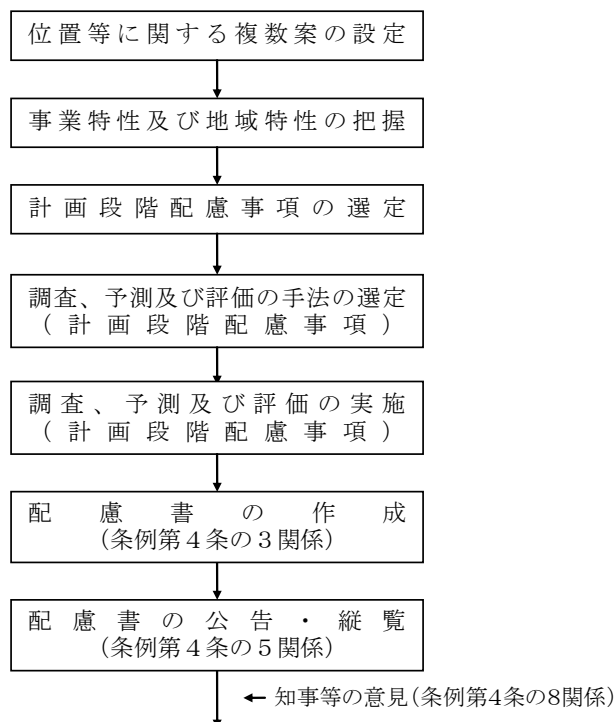 位置等に関する複数案の設定
事業特性及び地域特性の把握
計画段階配慮事項の選定
調査、予測及び評価の手法の選定
(計画段階配慮事項)
調査、予測及び評価の実施
(計画段階配慮事項)
配慮書の作成
(条例第4条の3関係)
配慮書の公告・縦覧
(条例第4条の5関係)
知事等の意見(条例第4条の8関係)